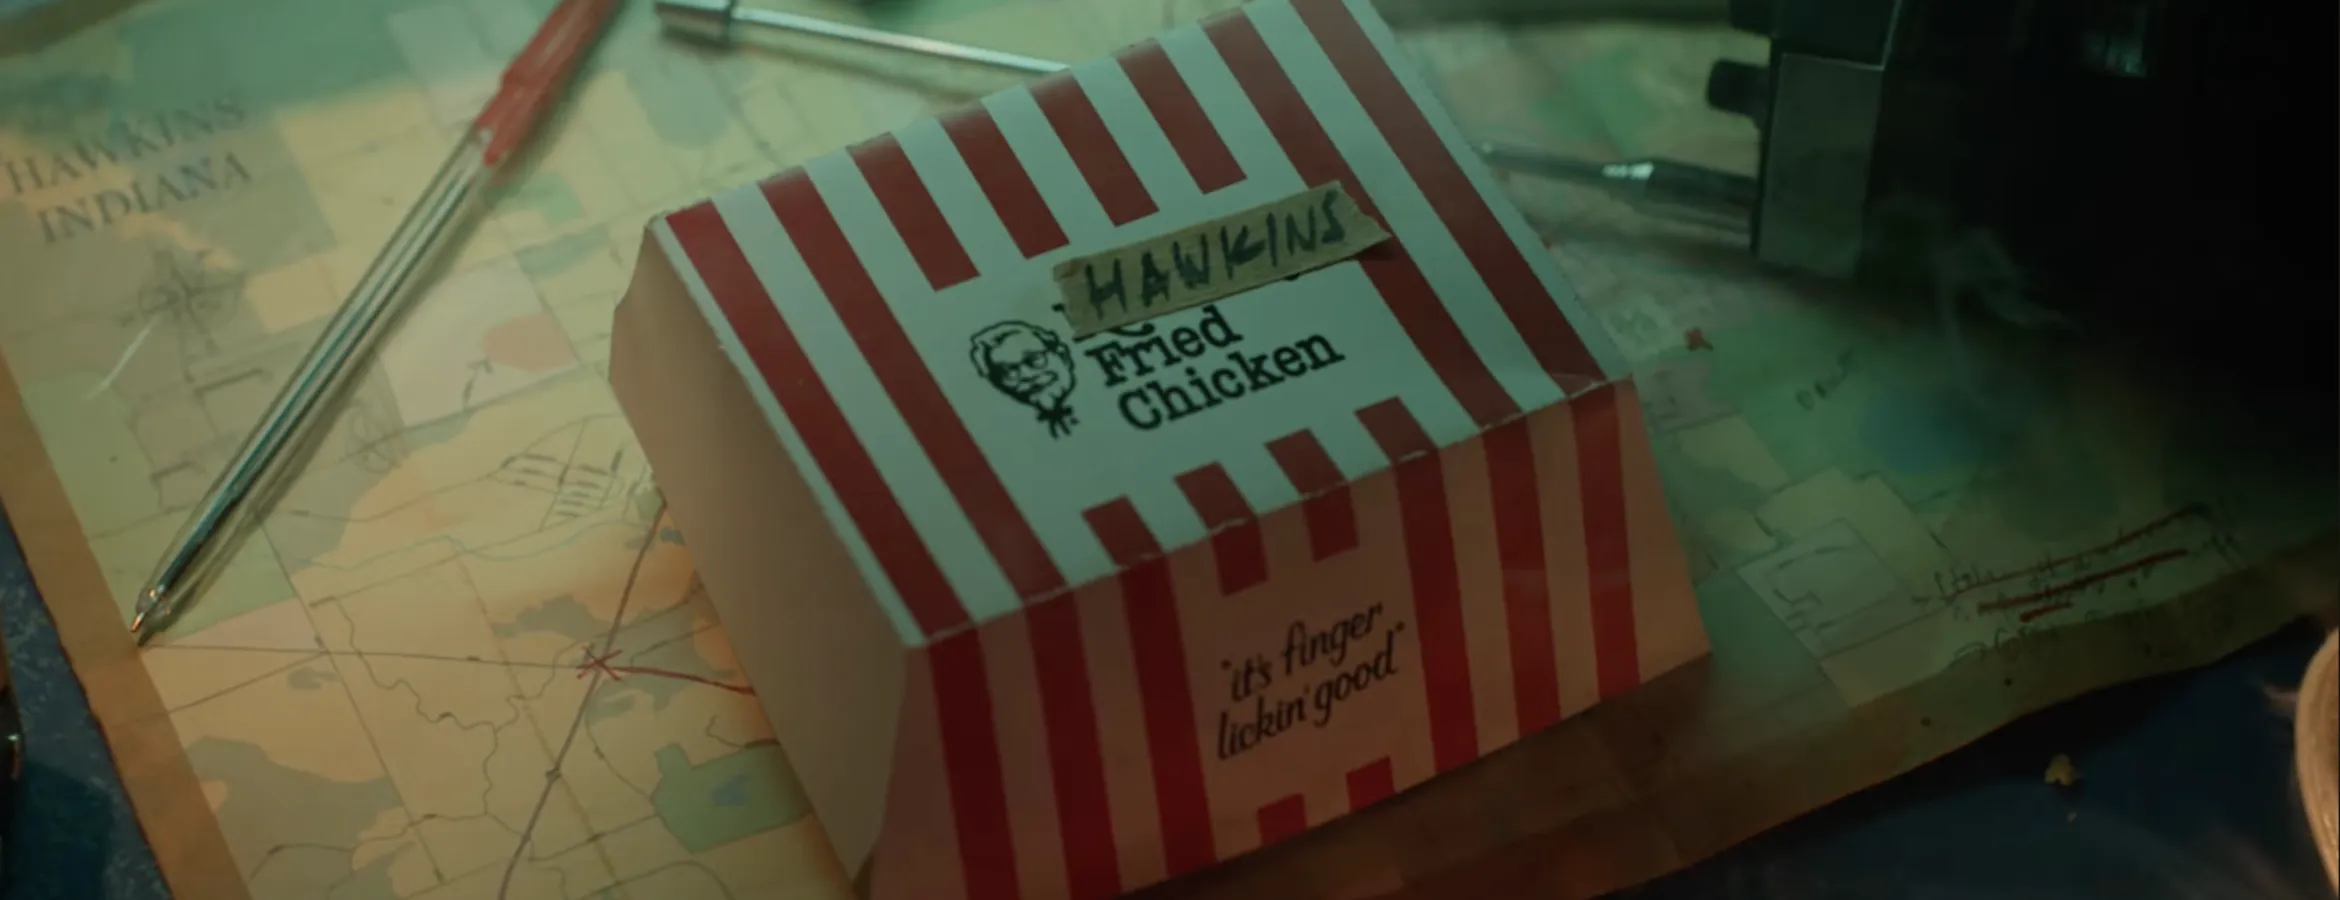 HAWKINS
INDIANA
HAWKINS
Fried
Chicken
"it's finger
lickin' good"